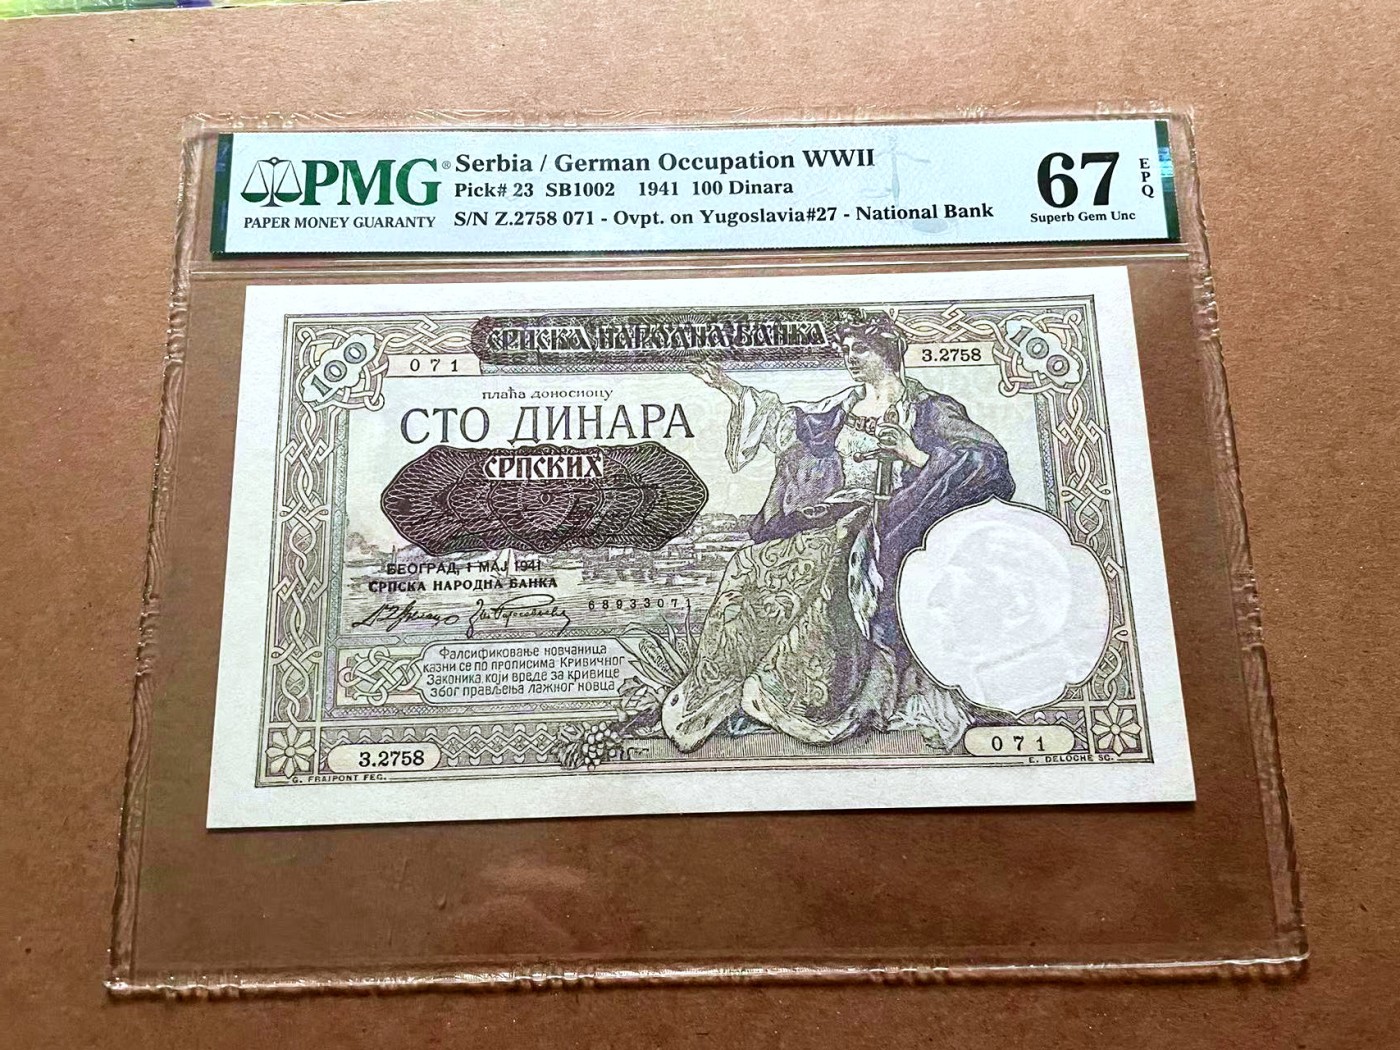 PMG®
PAPER MONEY GUARANTY
Serbia / German Occupation WWII
Pick# 23 SB1002 1941 100 Dinara
S/N Z.2758 071 - Ovpt. on Yugoslavia#27 - National Bank
67
EPQ
Superb Gem Unc
СРПСКА НАРОДНА БАНКА
100
071
3.2758
100
плаћа доносиоцу
СТО ДИНАРА
СРПСКИХ
БЕОГРАД, 1 МАЈ 1941
СРПСКА НАРОДНА БАНКА
68933071
Фалсификовање новчаница
казни се по прописима Кривичног
Законика, који вреде за кривице
због прављења лажног новца
3.2758
071
G. FRAIPONT FEC.
E. DELOCHE SC.